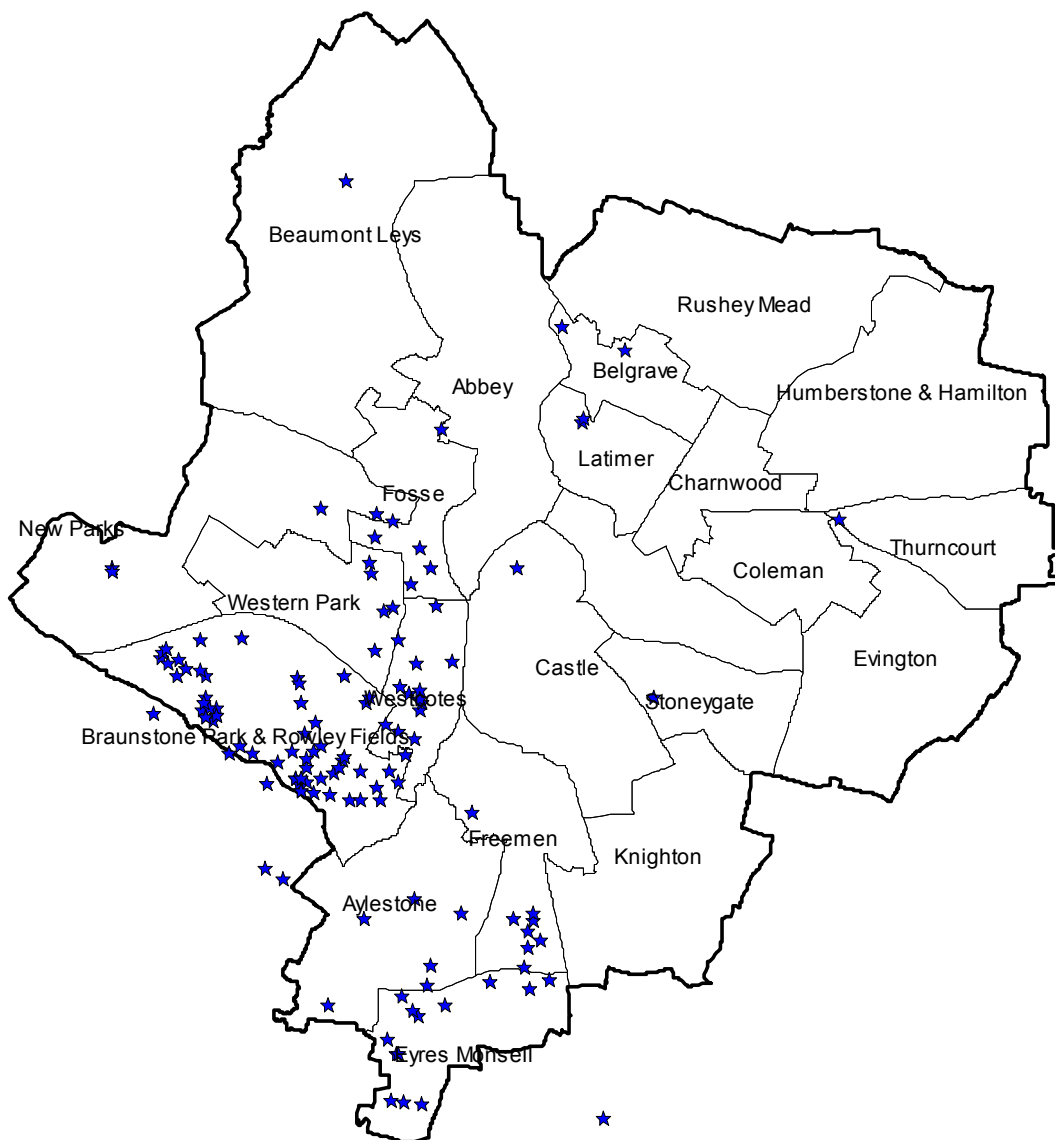 Beaumont Leys
Rushey Mead
Belgrave
Abbey
Humberstone & Hamilton
Latimer
Charnwood
Fosse
New Parks
Thurncourt
Coleman
Western Park
Evington
Castle
Westcotes
Stoneygate
Braunstone Park & Rowley Fields
Freemen
Knighton
Aylestone
Eyres Monsell